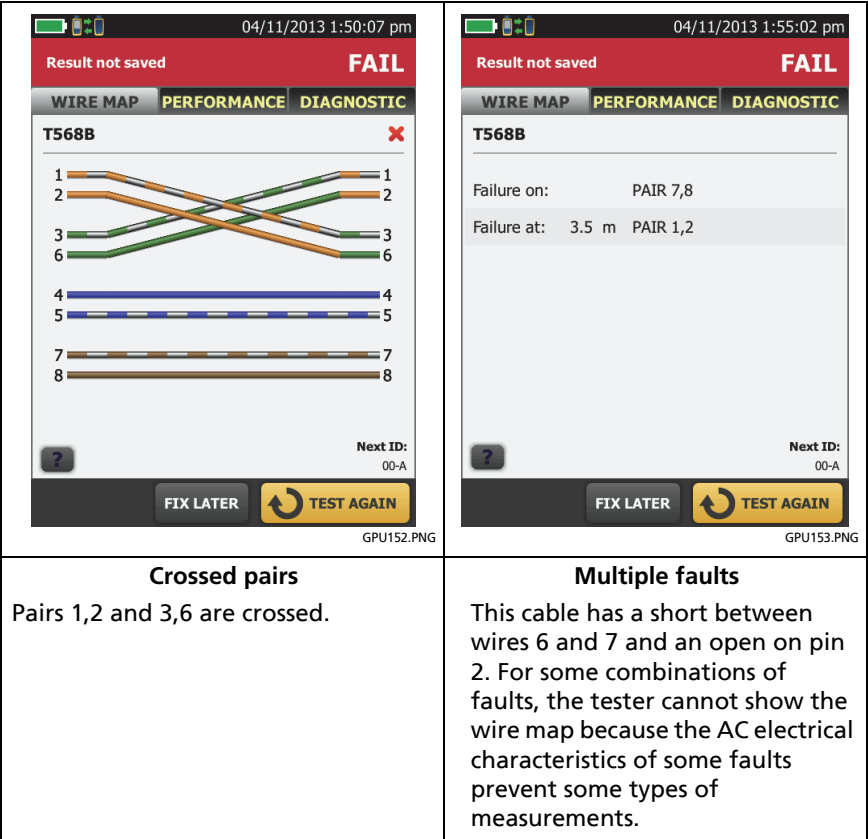 04/11/2013 1:50:07 pm
Result not saved FAIL
WIRE MAP PERFORMANCE DIAGNOSTIC
T568B
1 1
2 2
3 3
6 6
4 4
5 5
7 7
8 8
?
Next ID:
00-A
FIX LATER TEST AGAIN
GPU152.PNG
Crossed pairs
Pairs 1,2 and 3,6 are crossed.
04/11/2013 1:55:02 pm
Result not saved FAIL
WIRE MAP PERFORMANCE DIAGNOSTIC
T568B
Failure on: PAIR 7,8
Failure at: 3.5 m PAIR 1,2
?
Next ID:
00-A
FIX LATER TEST AGAIN
GPU153.PNG
Multiple faults
This cable has a short between
wires 6 and 7 and an open on pin
2. For some combinations of
faults, the tester cannot show the
wire map because the AC electrical
characteristics of some faults
prevent some types of
measurements.